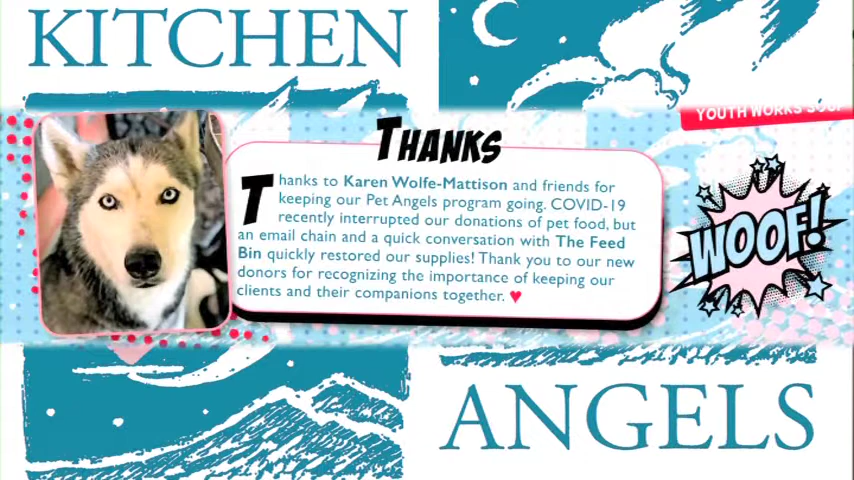 KITCHEN
YOUTH WORKS
THANKS
Thanks to Karen Wolfe-Mattison and friends for
keeping our Pet Angels program going. COVID-19
recently interrupted our donations of pet food, but
an email chain and a quick conversation with The Feed
Bin quickly restored our supplies! Thank you to our new
donors for recognizing the importance of keeping our
clients and their companions together. ♥
WOOF!
ANGELS